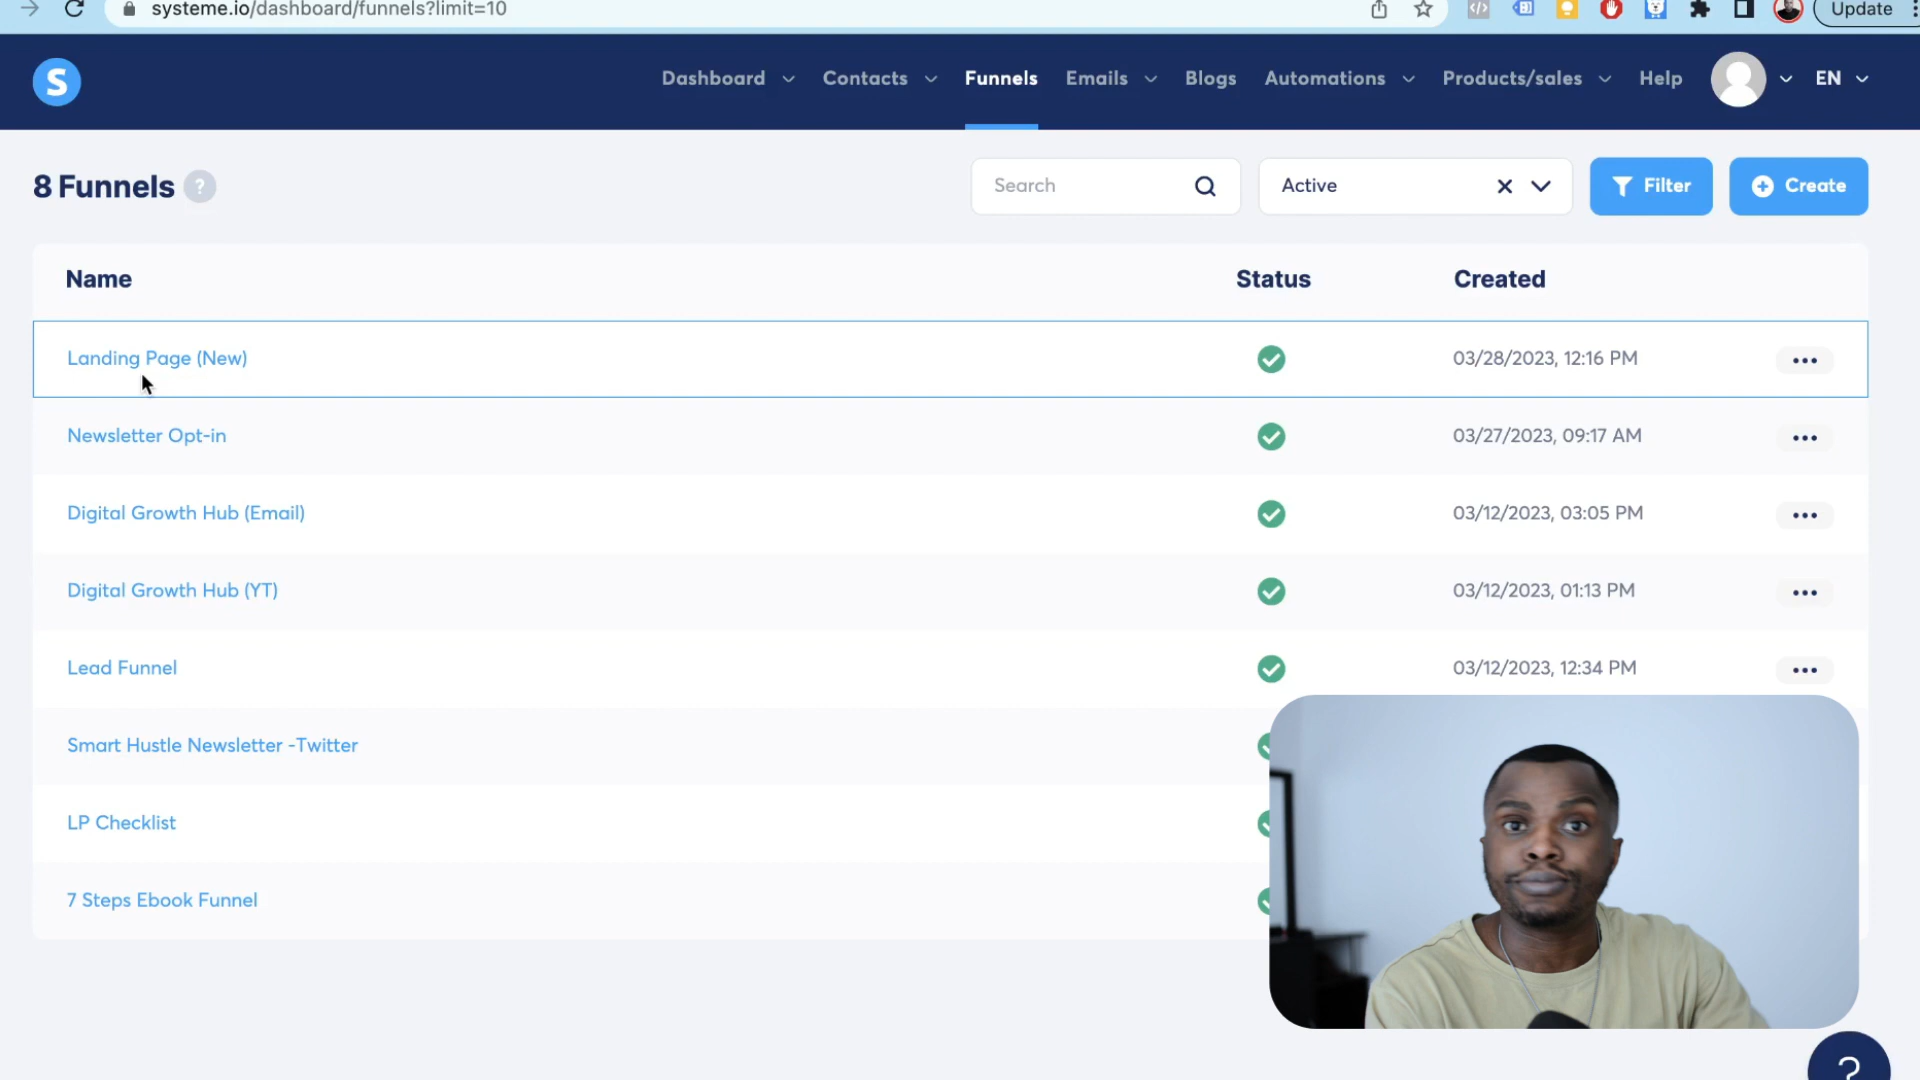 systeme.io/dashboard/funnels?limit=10
Update
S
Dashboard Contacts Funnels Emails Blogs Automations Products/sales Help EN
8 Funnels ?
Search
Active
Filter
Create
Name Status Created
Landing Page (New) 03/28/2023, 12:16 PM
Newsletter Opt-in 03/27/2023, 09:17 AM
Digital Growth Hub (Email) 03/12/2023, 03:05 PM
Digital Growth Hub (YT) 03/12/2023, 01:13 PM
Lead Funnel 03/12/2023, 12:34 PM
Smart Hustle Newsletter -Twitter
LP Checklist
7 Steps Ebook Funnel
?